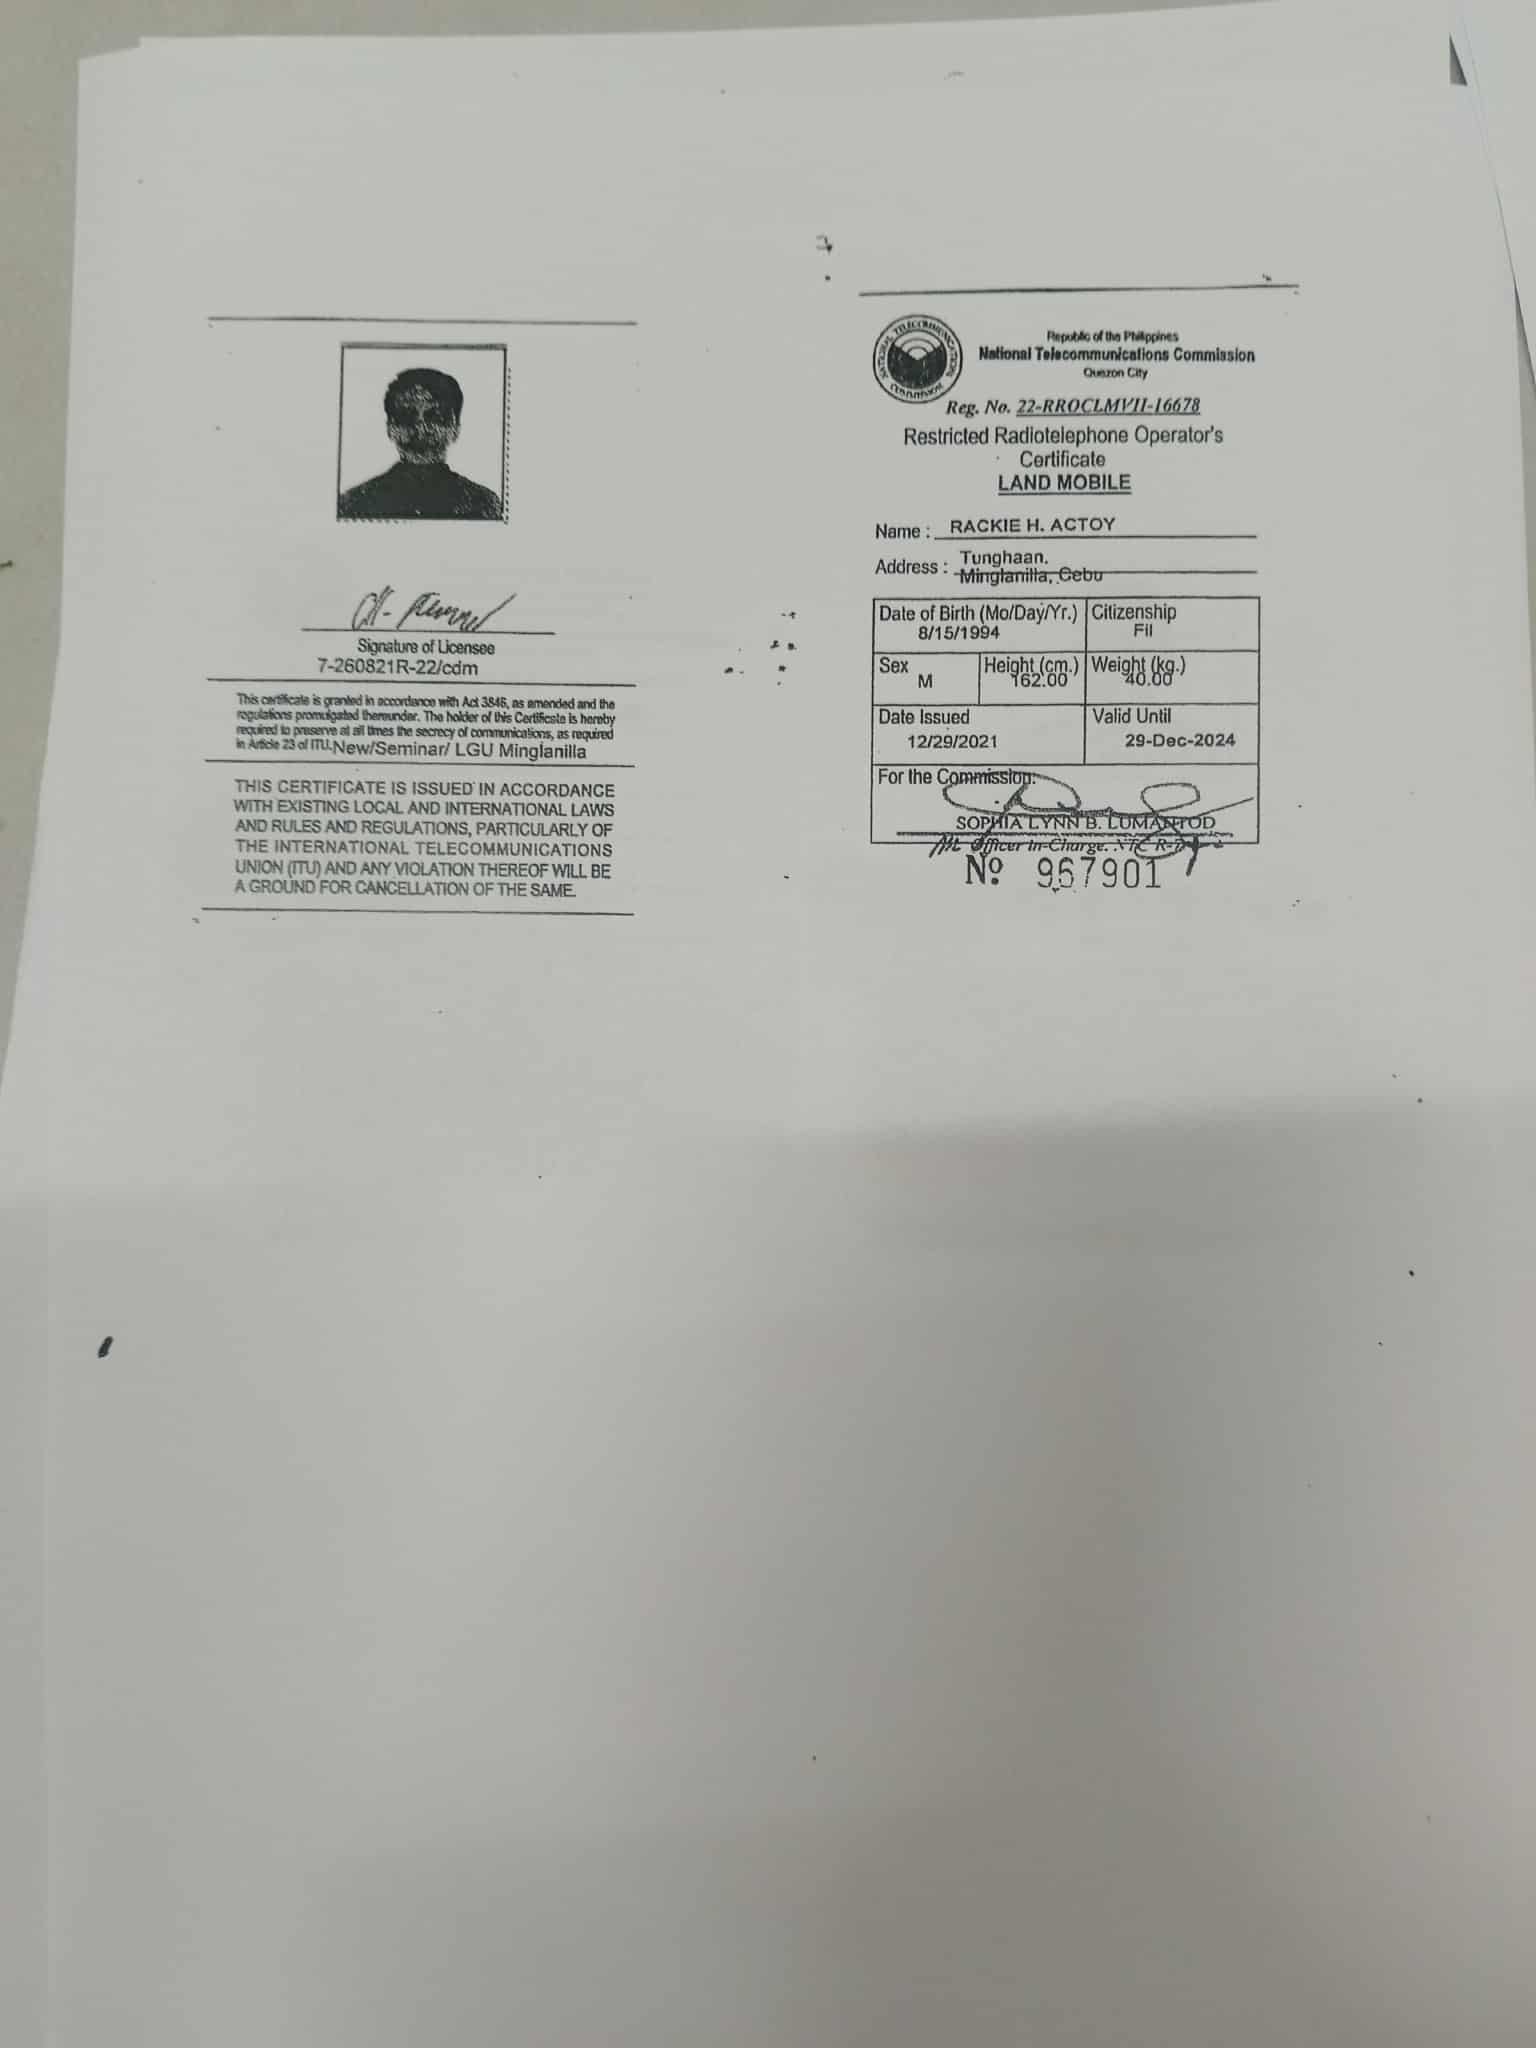 Signature of Licensee
7-260821R-22/cdm
This certificate is granted in accordance with Act 3846, as amended and the
regulations promulgated thereunder. The holder of this Certificate is hereby
required to preserve at all times the secrecy of communications, as required
in Article 23 of ITU. New/Seminar/ LGU Minglanilla
THIS CERTIFICATE IS ISSUED IN ACCORDANCE
WITH EXISTING LOCAL AND INTERNATIONAL LAWS
AND RULES AND REGULATIONS, PARTICULARLY OF
THE INTERNATIONAL TELECOMMUNICATIONS
UNION (ITU) AND ANY VIOLATION THEREOF WILL BE
A GROUND FOR CANCELLATION OF THE SAME.
NATIONAL TELECOMMUNICATIONS COMMISSION
Republic of the Philippines
National Telecommunications Commission
Quezon City
Reg. No. 22-RROCLMVII-16678
Restricted Radiotelephone Operator's
Certificate
LAND MOBILE
Name : RACKIE H. ACTOY
Address : Tunghaan,
Minglanilla, Cebu
Date of Birth (Mo/Day/Yr.) Citizenship
8/15/1994 Fil
Sex Height (cm.) Weight (kg.)
M 162.00 40.00
Date Issued Valid Until
12/29/2021 29-Dec-2024
For the Commission:
SOPHIA LYNN B. LUMANTOD
Officer In-Charge. NTC
№ 967901